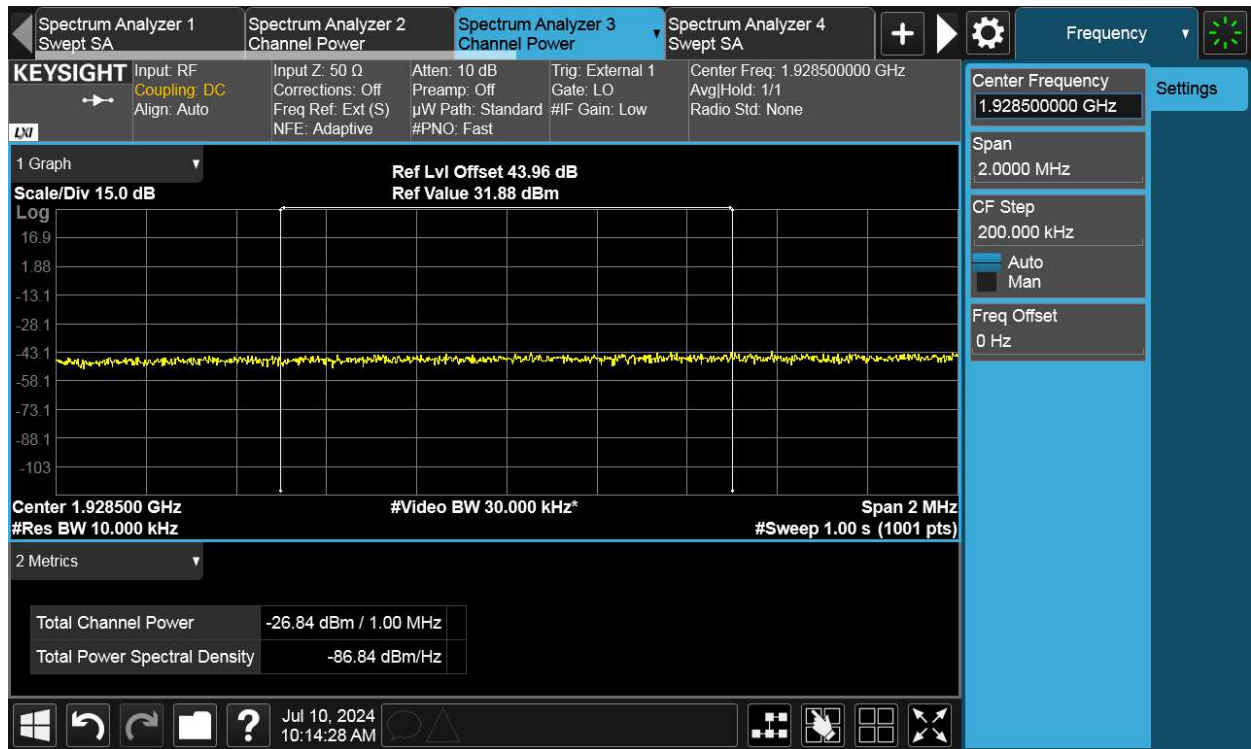 Spectrum Analyzer 1
Swept SA
Spectrum Analyzer 2
Channel Power
Spectrum Analyzer 3
Channel Power
Spectrum Analyzer 4
Swept SA
+
Frequency
KEYSIGHT
LXI
Input: RF
Coupling: DC
Align: Auto
Input Z: 50 Ω
Corrections: Off
Freq Ref: Ext (S)
NFE: Adaptive
Atten: 10 dB
Preamp: Off
µW Path: Standard
#PNO: Fast
Trig: External 1
Gate: LO
#IF Gain: Low
Center Freq: 1.928500000 GHz
Avg|Hold: 1/1
Radio Std: None
Center Frequency
1.928500000 GHz
Settings
Span
2.0000 MHz
CF Step
200.000 kHz
Auto
Man
Freq Offset
0 Hz
1 Graph
Scale/Div 15.0 dB
Ref Lvl Offset 43.96 dB
Ref Value 31.88 dBm
Log
16.9
1.88
-13.1
-28.1
-43.1
-58.1
-73.1
-88.1
-103
Center 1.928500 GHz
#Video BW 30.000 kHz*
Span 2 MHz
#Res BW 10.000 kHz
#Sweep 1.00 s (1001 pts)
2 Metrics
Total Channel Power -26.84 dBm / 1.00 MHz
Total Power Spectral Density -86.84 dBm/Hz
?
Jul 10, 2024
10:14:28 AM